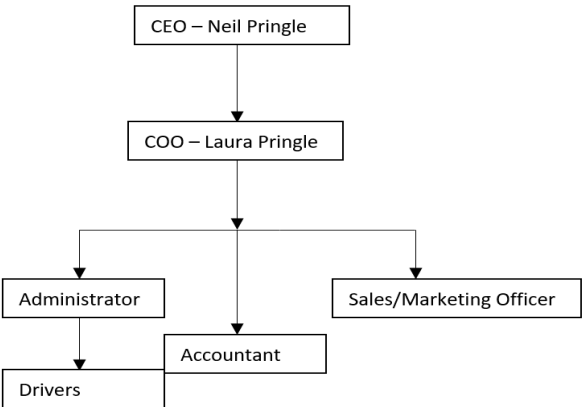 CEO – Neil Pringle
COO – Laura Pringle
Administrator
Sales/Marketing Officer
Accountant
Drivers